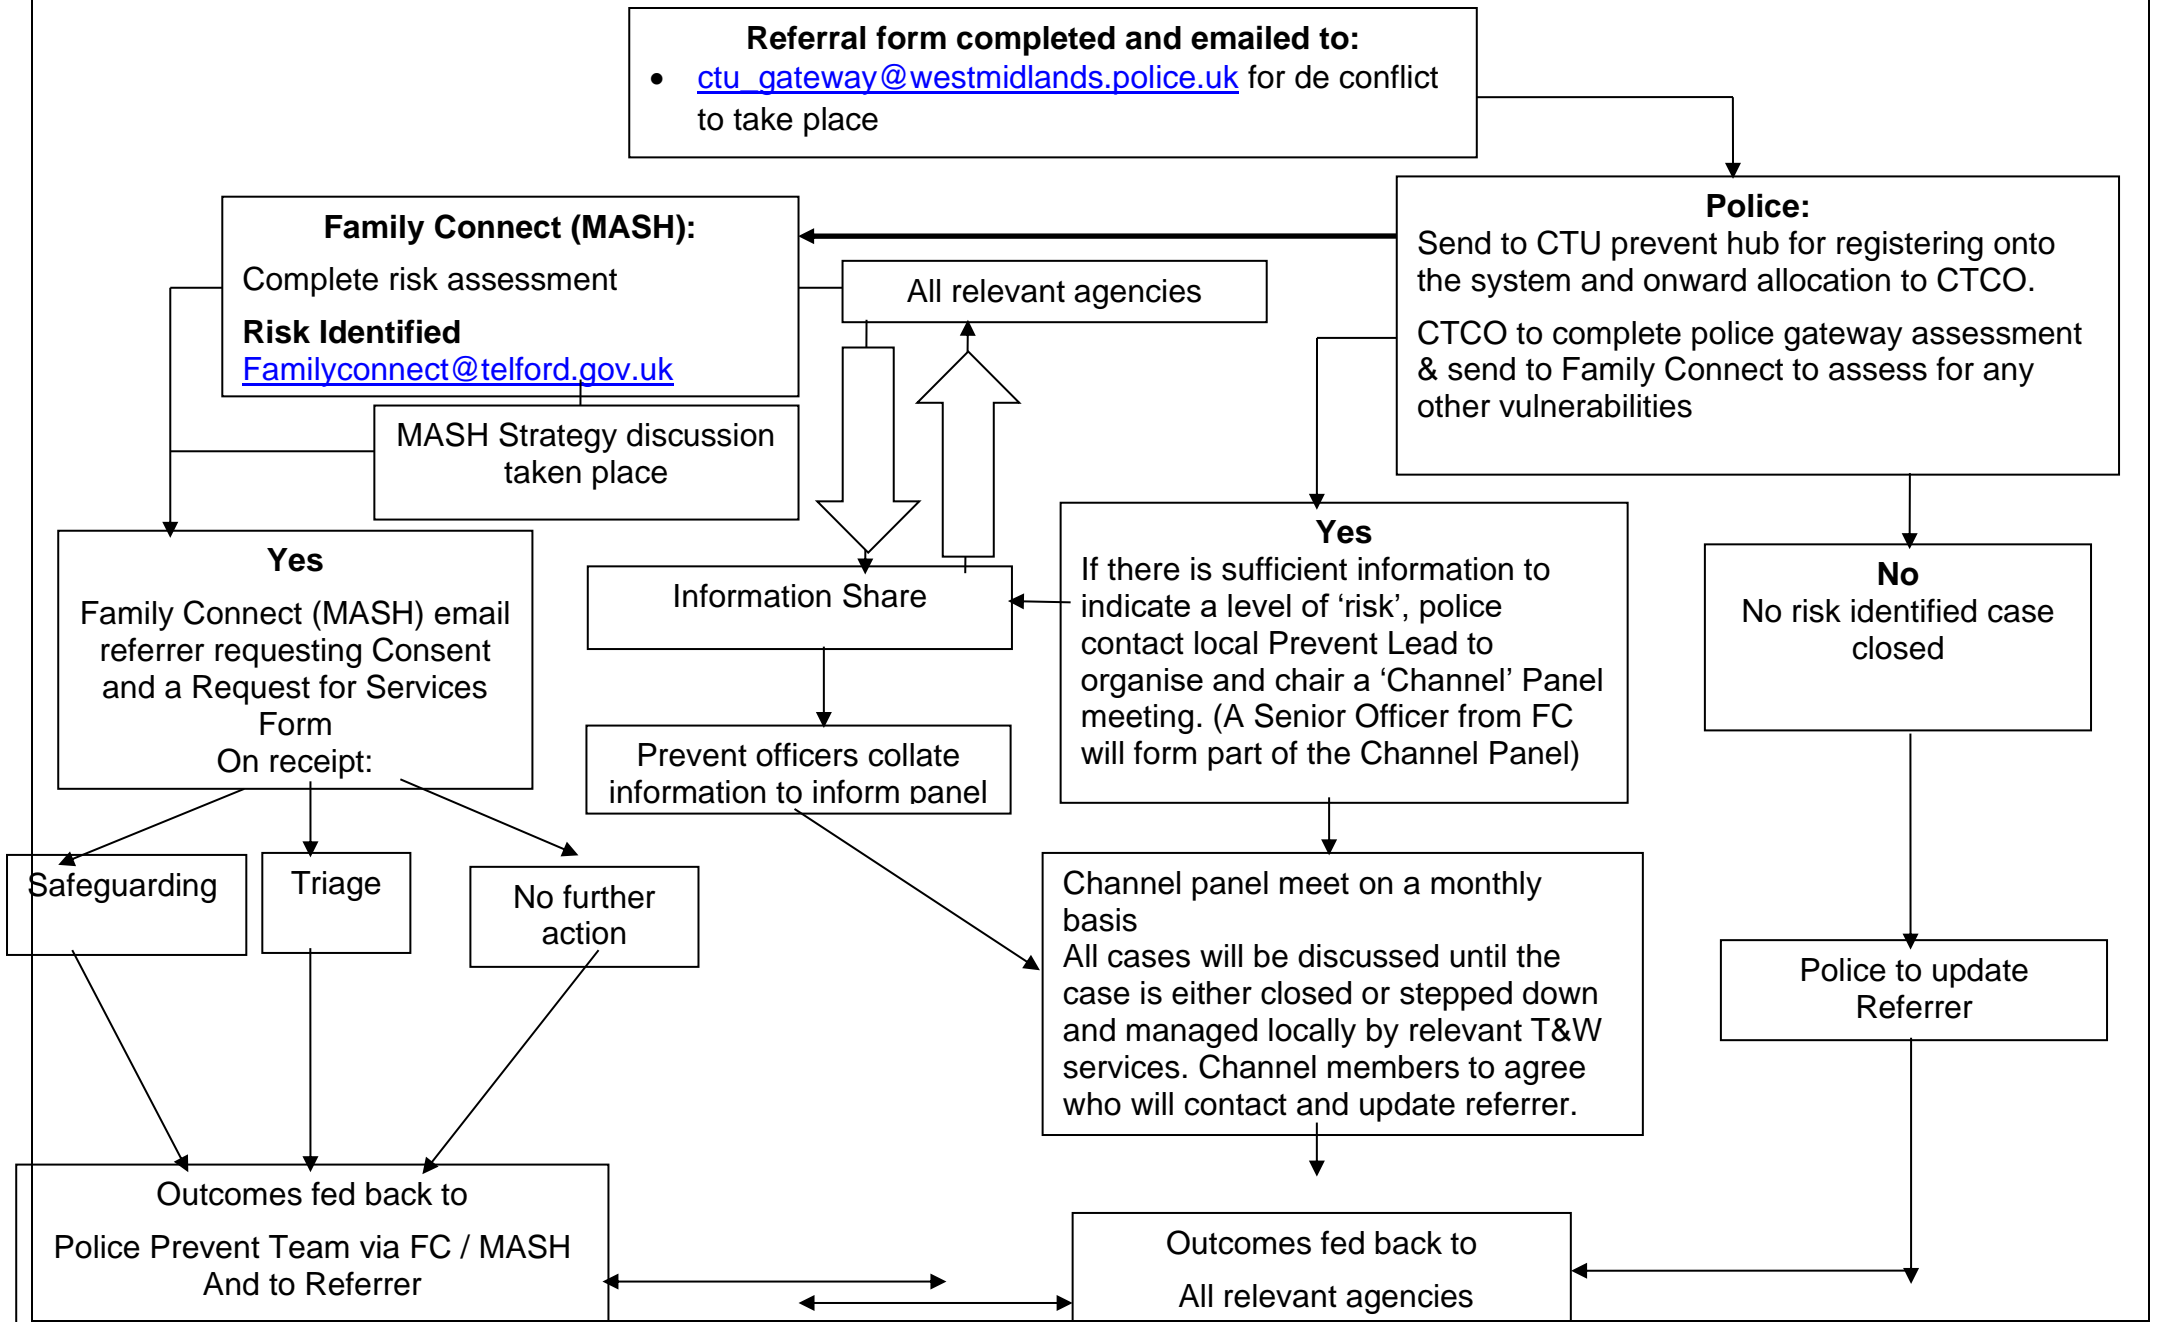 Referral form completed and emailed to:
• ctu_gateway@westmidlands.police.uk for de conflict
to take place
Police:
Send to CTU prevent hub for registering onto
the system and onward allocation to CTCO.
CTCO to complete police gateway assessment
& send to Family Connect to assess for any
other vulnerabilities
Family Connect (MASH):
Complete risk assessment
Risk Identified
Familyconnect@telford.gov.uk
All relevant agencies
MASH Strategy discussion
taken place
Yes
Family Connect (MASH) email
referrer requesting Consent
and a Request for Services
Form
On receipt:
Information Share
Yes
If there is sufficient information to
indicate a level of ‘risk’, police
contact local Prevent Lead to
organise and chair a ‘Channel’ Panel
meeting. (A Senior Officer from FC
will form part of the Channel Panel)
No
No risk identified case
closed
Prevent officers collate
information to inform panel
Safeguarding
Triage
No further
action
Channel panel meet on a monthly
basis
All cases will be discussed until the
case is either closed or stepped down
and managed locally by relevant T&W
services. Channel members to agree
who will contact and update referrer.
Police to update
Referrer
Outcomes fed back to
Police Prevent Team via FC / MASH
And to Referrer
Outcomes fed back to
All relevant agencies